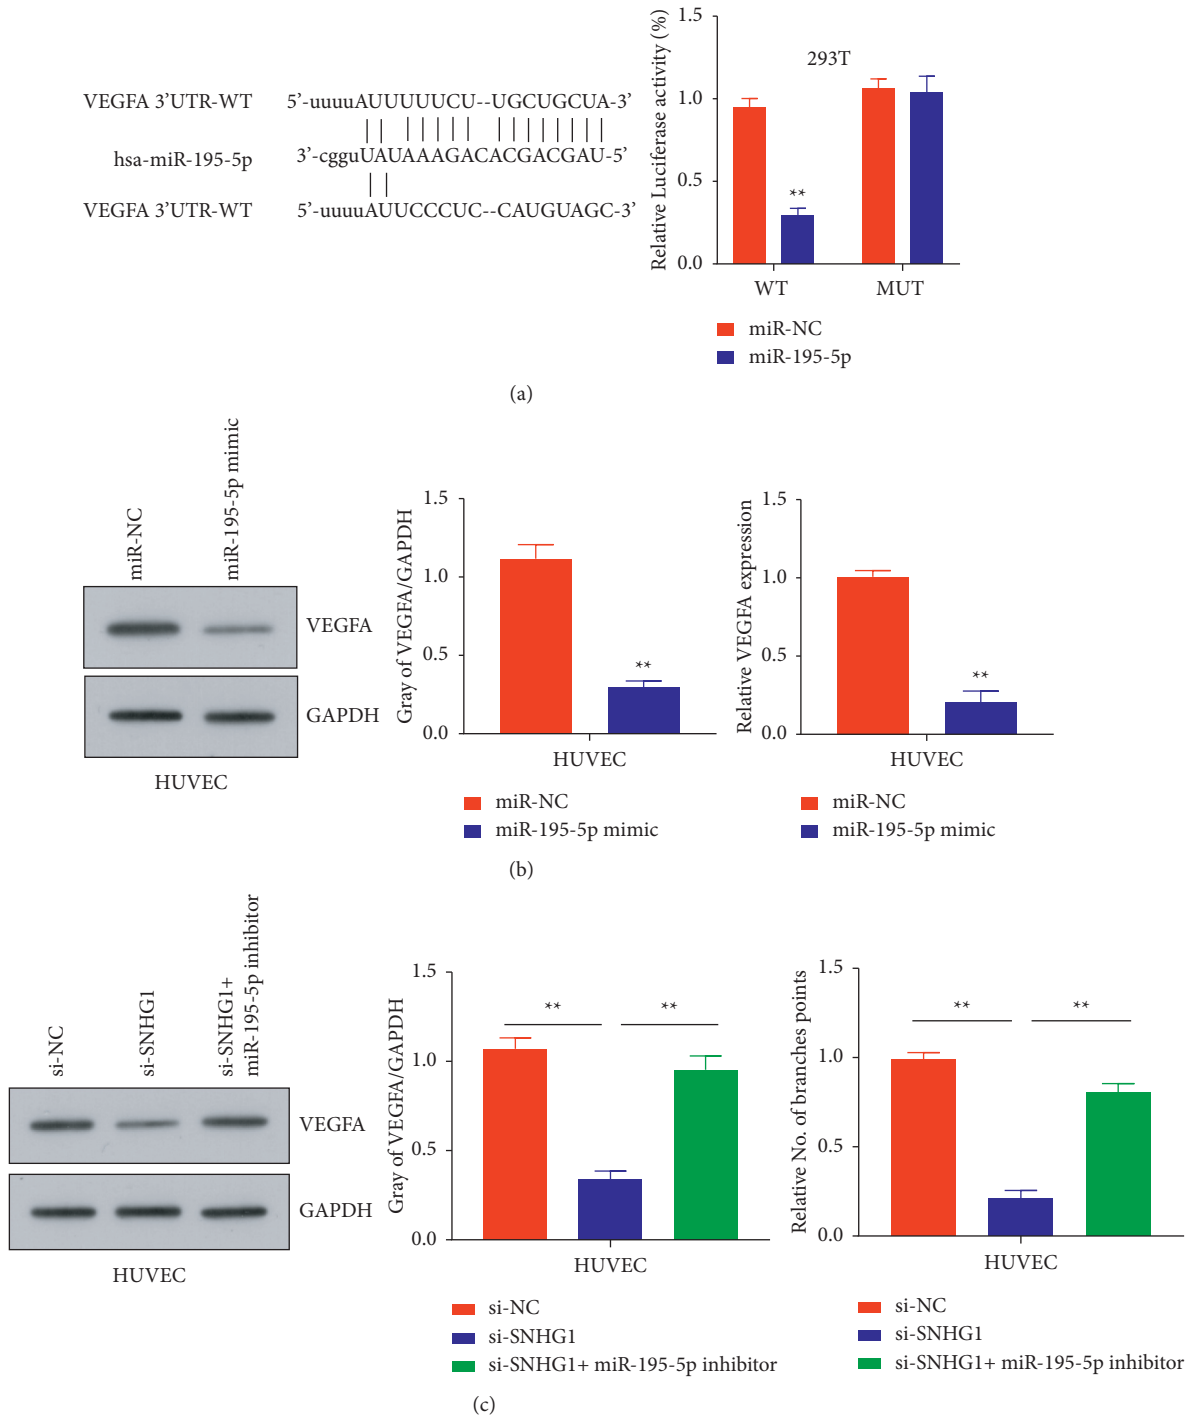 VEGFA 3’UTR-WT 5’-uuuuAUUUUUCU--UGCUGCUA-3’
hsa-miR-195-5p 3’-cgguUAUAAAGACACGACGAU-5’
VEGFA 3’UTR-WT 5’-uuuuAUUCCCUC--CAUGUAGC-3’
Relative Luciferase activity (%)
1.5
1.0
0.5
0.0
293T
**
WT MUT
miR-NC
miR-195-5p
(a)
miR-NC
miR-195-5p mimic
VEGFA
GAPDH
HUVEC
Gray of VEGFA/GAPDH
1.5
1.0
0.5
0.0
**
HUVEC
miR-NC
miR-195-5p mimic
Relative VEGFA expression
1.5
1.0
0.5
0.0
**
HUVEC
miR-NC
miR-195-5p mimic
(b)
si-NC
si-SNHG1
si-SNHG1+
miR-195-5p inhibitor
VEGFA
GAPDH
HUVEC
Gray of VEGFA/GAPDH
1.5
1.0
0.5
0.0
** **
HUVEC
si-NC
si-SNHG1
si-SNHG1+ miR-195-5p inhibitor
Relative No. of branches points
1.5
1.0
0.5
0.0
** **
HUVEC
si-NC
si-SNHG1
si-SNHG1+ miR-195-5p inhibitor
(c)